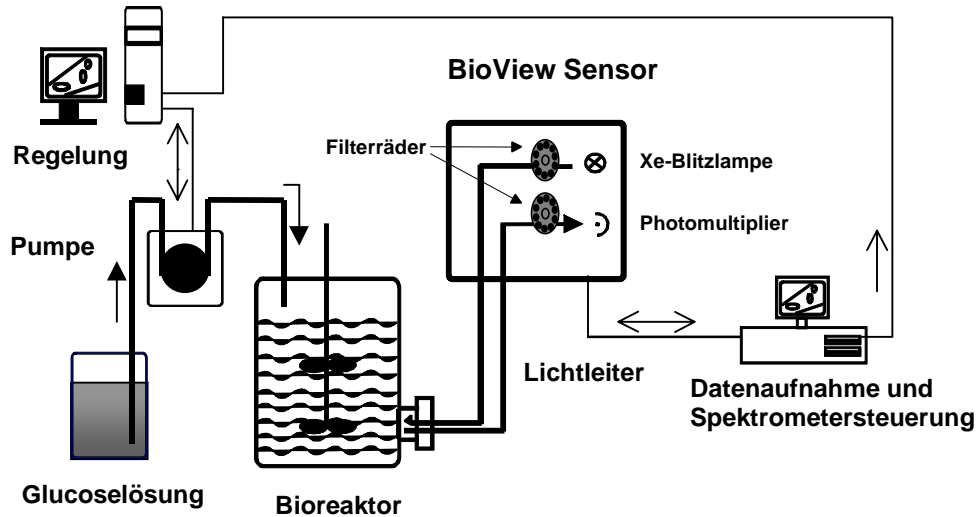 BioView Sensor
Regelung
Filterräder
Xe-Blitzlampe
Photomultiplier
Pumpe
Lichtleiter
Datenaufnahme und
Spektrometersteuerung
Glucoselösung
Bioreaktor